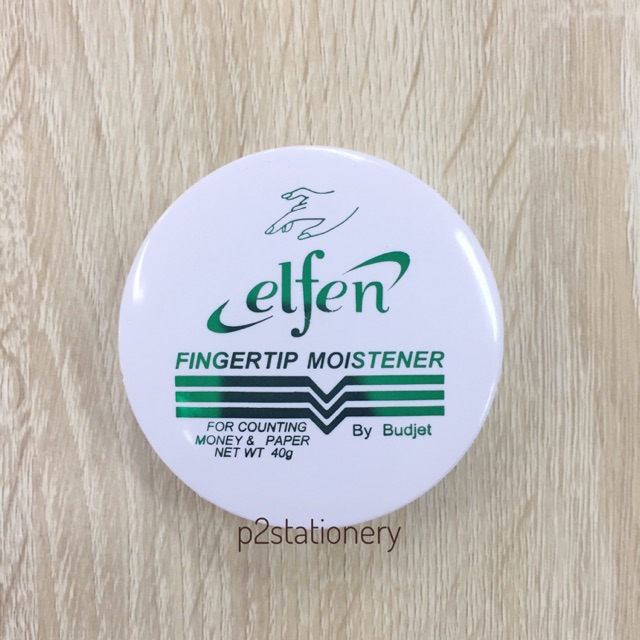 elfen
FINGERTIP MOISTENER
FOR COUNTING
MONEY & PAPER
NET WT 40g
By Budjet
p2stationery